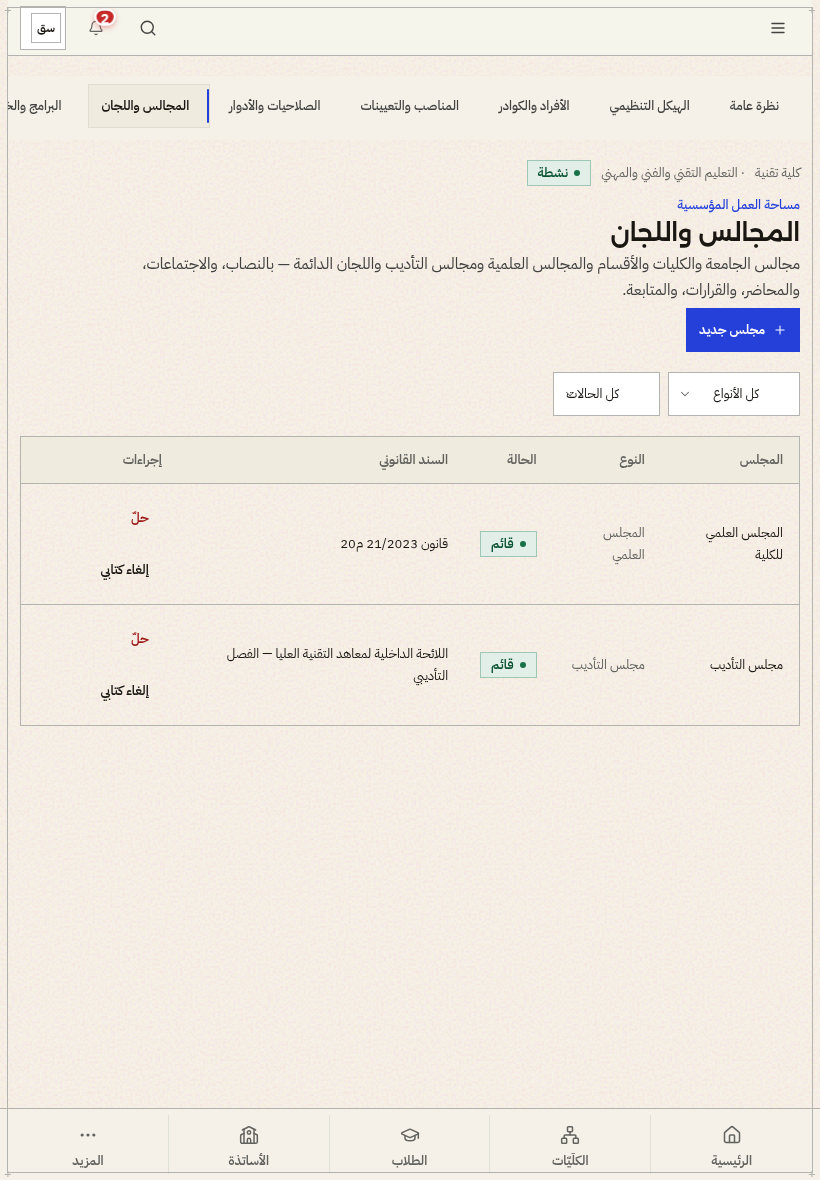 سق
2
نظرة عامة
الهيكل التنظيمي
الأفراد والكوادر
المناصب والتعيينات
الصلاحيات والأدوار
المجالس واللجان
البرامج
كلية تقنية · التعليم التقني والفني والمهني
نشطة
مساحة العمل المؤسسية
المجالس واللجان
مجالس الجامعة والكليات والأقسام والمجالس العلمية ومجالس التأديب واللجان الدائمة — بالنصاب، والاجتماعات،
والمحاضر، والقرارات، والمتابعة.
مجلس جديد
كل الأنواع
كل الحالات
المجلس
النوع
الحالة
السند القانوني
إجراءات
المجلس العلمي
للكلية
المجلس
العلمي
قائم
قانون 21/2023 م20
حلّ
إلغاء كتابي
مجلس التأديب
مجلس التأديب
قائم
اللائحة الداخلية لمعاهد التقنية العليا — الفصل
التأديبي
حلّ
إلغاء كتابي
الرئيسية
الكليّات
الطلاب
الأساتذة
المزيد